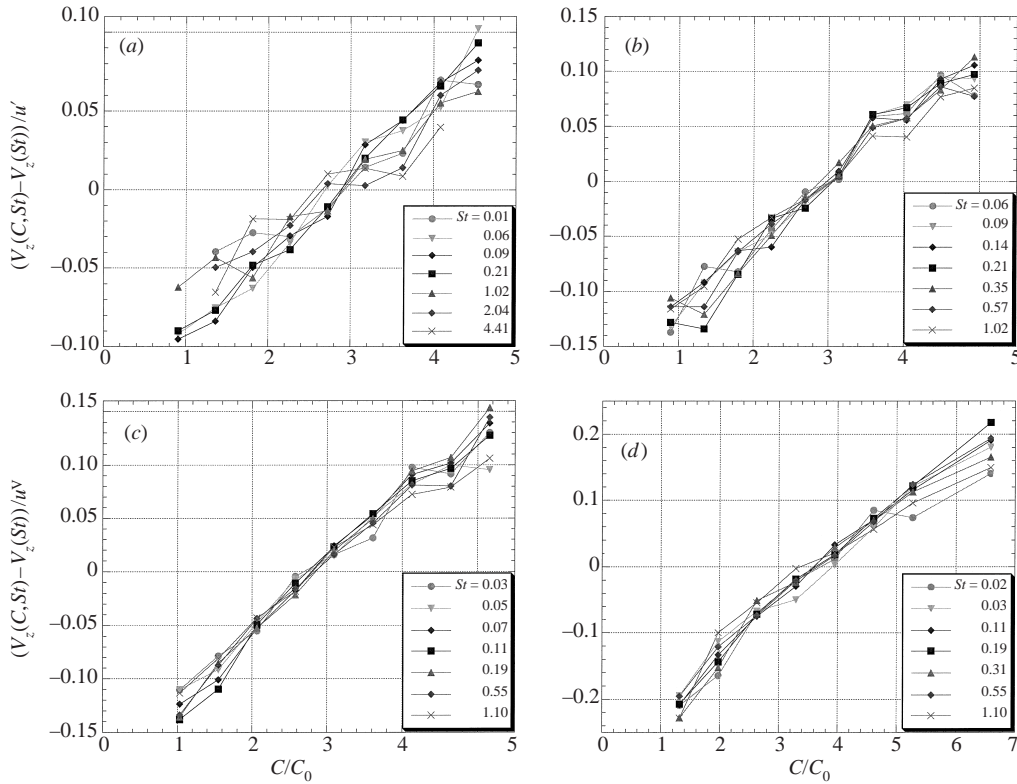 (V_z(C,St)–V_z(St))/u′
0.05
0
–0.05
–0.10
0 1 2 3 4 5
(a)
St = 0.01
0.06
0.09
0.21
1.02
2.04
4.41
0.15
0.10
0.05
0
–0.05
–0.10
–0.15
0 1 2 3 4 5
(b)
St = 0.06
0.09
0.14
0.21
0.35
0.57
1.02
(V_z(C,St)–V_z(St))/u^V
0.15
0.10
0.05
0
–0.05
–0.10
–0.15
0 1 2 3 4 5
C/C_0
(c)
St = 0.03
0.05
0.07
0.11
0.19
0.55
1.10
0.2
0.1
0
–0.1
–0.2
0 1 2 3 4 5 6 7
C/C_0
(d)
St = 0.02
0.03
0.11
0.19
0.31
0.55
1.10